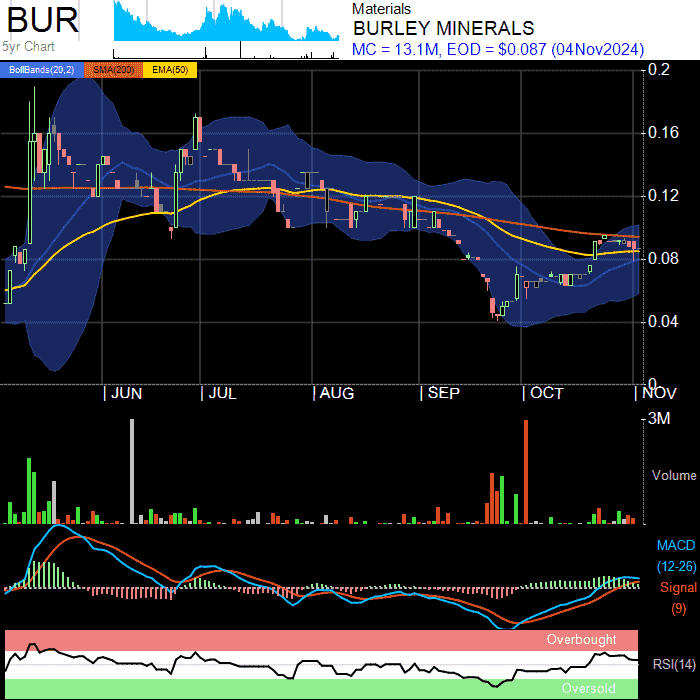 BUR
5yr Chart
Materials
BURLEY MINERALS
MC = 13.1M, EOD = $0.087 (04Nov2024)
BollBands(20,2) SMA(200) EMA(50)
0.2
0.16
0.12
0.08
0.04
0
JUN JUL AUG SEP OCT NOV
3M
Volume
MACD
(12-26)
Signal
(9)
Overbought
RSI(14)
Oversold